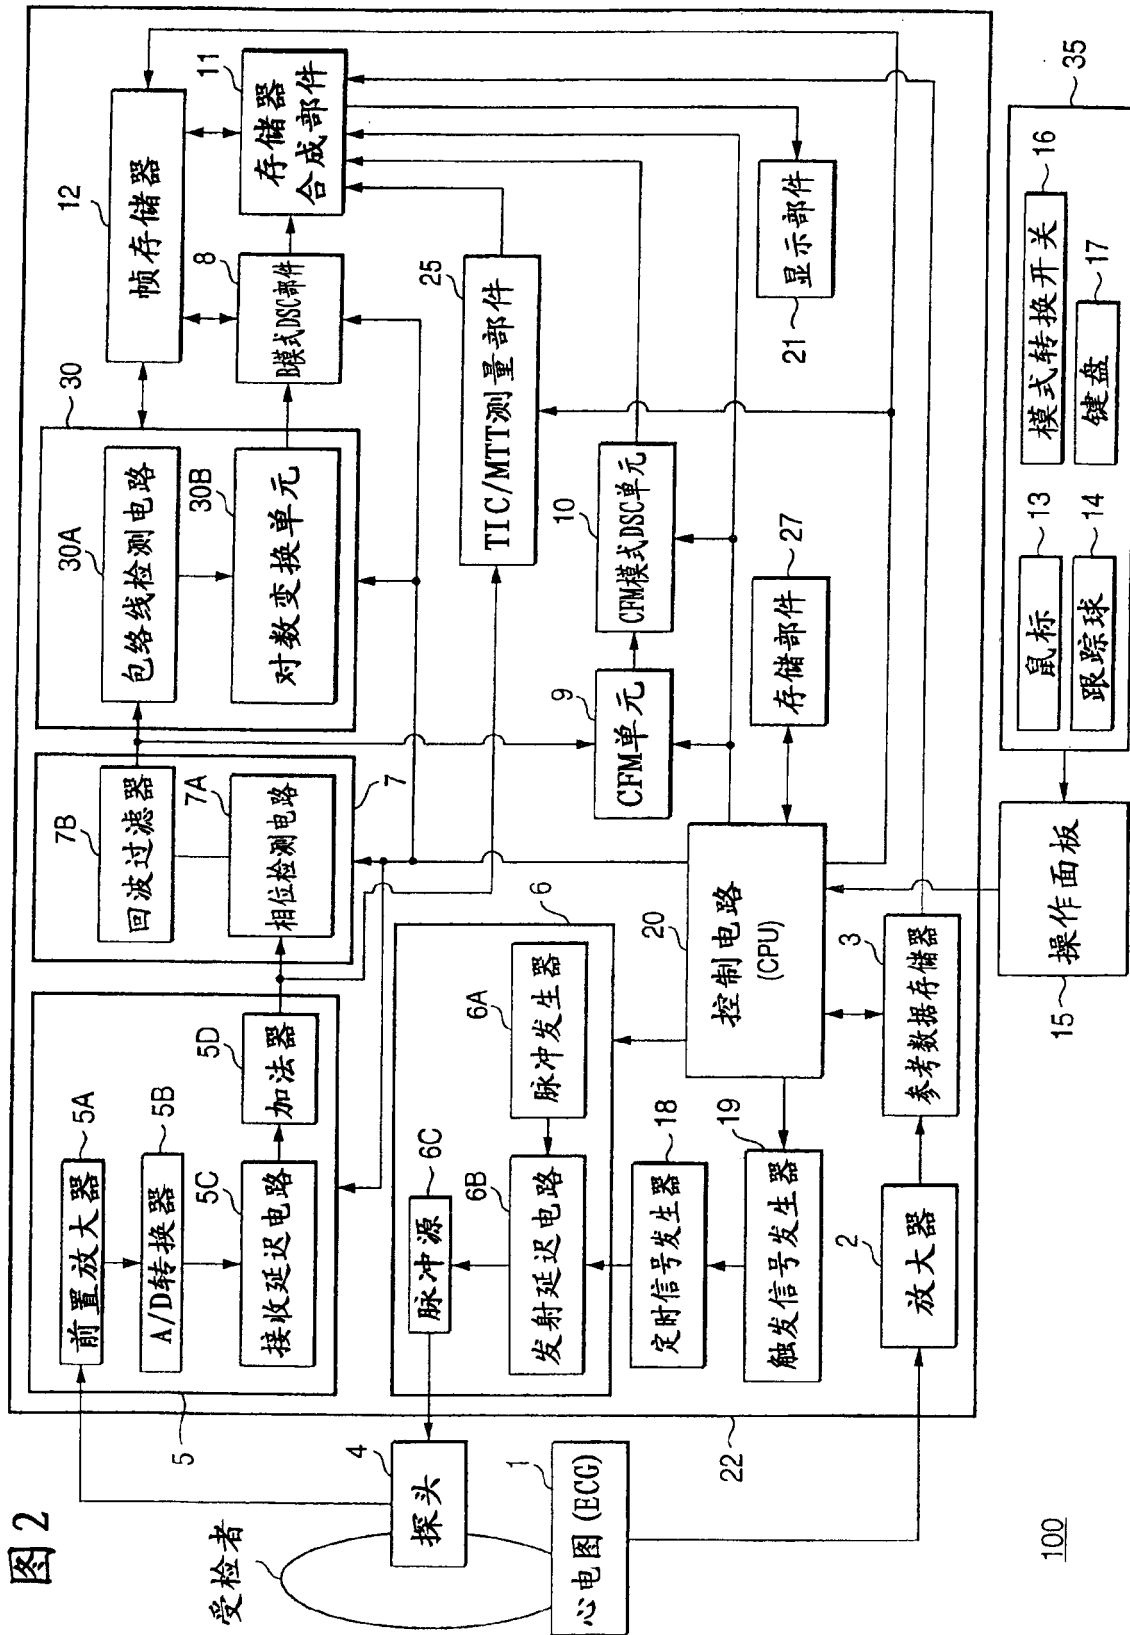 图2
受检者
探头
4
心电图(ECG)
1
5
前置放大器
5A
A/D转换器
5B
接收延迟电路
5C
加法器
5D
回波过滤器
7B
相位检测电路
7A
7
包络线检测电路
30A
对数变换单元
30B
30
帧存储器
12
B模式DSC部件
8
存储器
合成部件
11
脉冲源
6C
发射延迟电路
6B
脉冲发生器
6A
6
定时信号发生器
18
触发信号发生器
19
控制电路
(CPU)
20
CFM单元
9
CFM模式DSC单元
10
TIC/MTT测量部件
25
存储部件
27
显示部件
21
放大器
2
参考数据存储器
3
22
操作面板
15
鼠标
13
跟踪球
14
模式转换开关
16
键盘
17
35
100